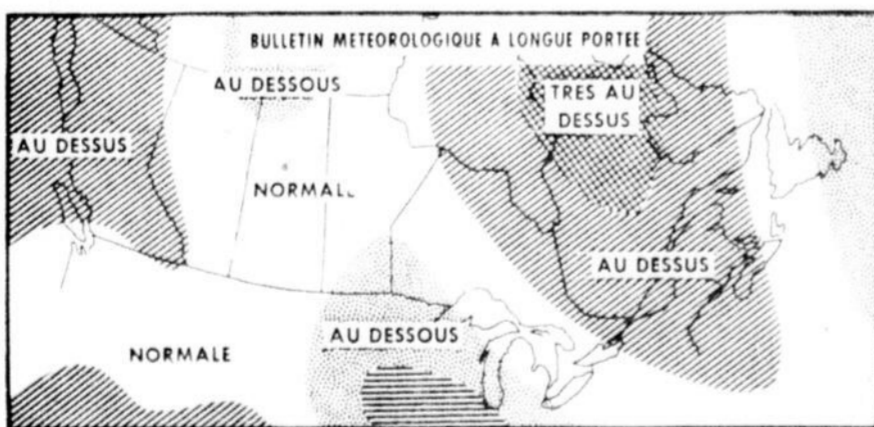 BULLETIN METEOROLOGIQUE A LONGUE PORTEE
AU DESSOUS
TRES AU
DESSUS
AU DESSUS
NORMALE
AU DESSUS
AU DESSOUS
NORMALE